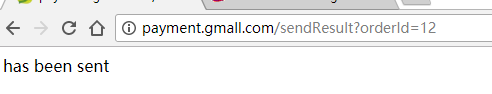 payment.gmall.com/sendResult?orderId=12
has been sent